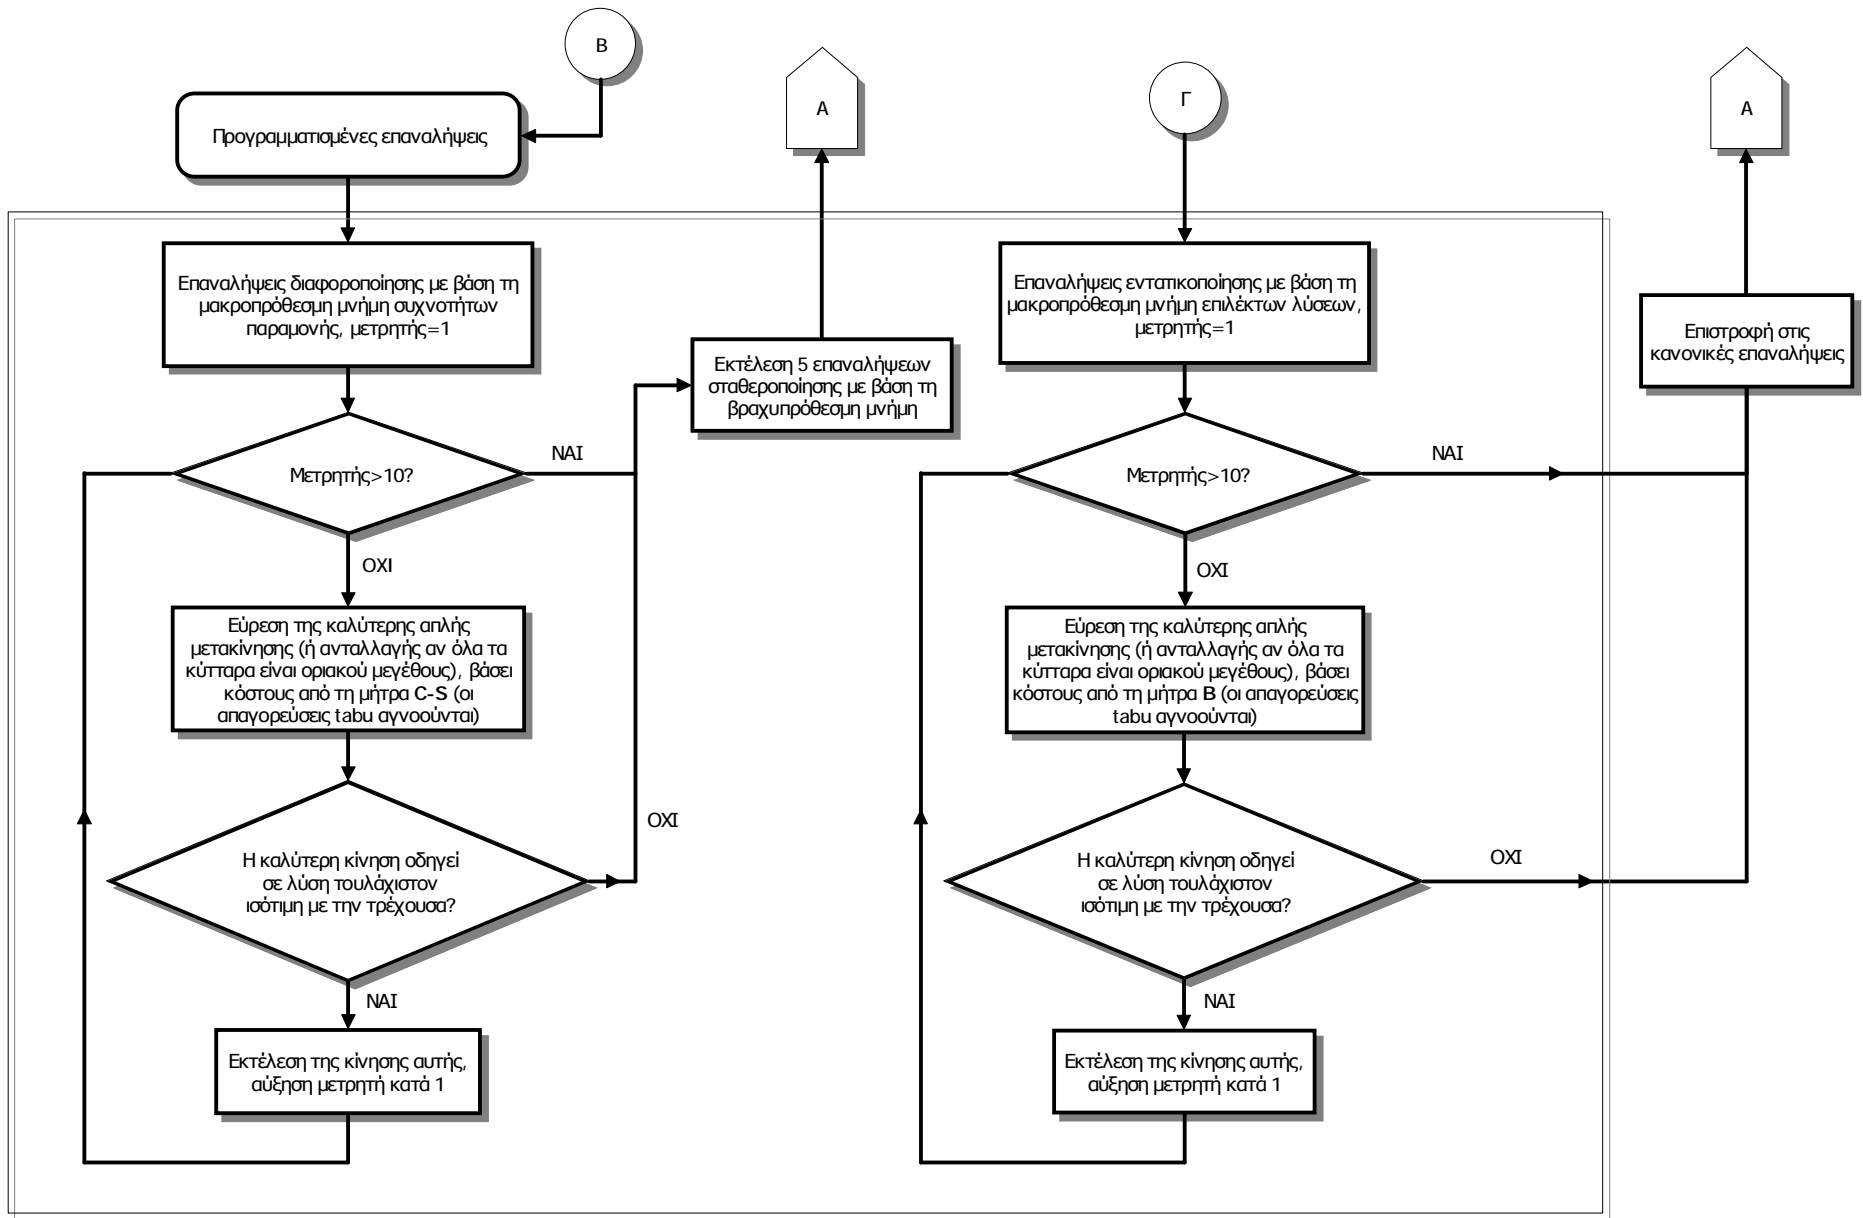 Β
Προγραμματισμένες επαναλήψεις
Α
Επαναλήψεις διαφοροποίησης με βάση τη
μακροπρόθεσμη μνήμη συχνοτήτων
παραμονής, μετρητής=1
Εκτέλεση 5 επαναλήψεων
σταθεροποίησης με βάση τη
βραχυπρόθεσμη μνήμη
Μετρητής>10?
ΝΑΙ
ΟΧΙ
Εύρεση της καλύτερης απλής
μετακίνησης (ή ανταλλαγής αν όλα τα
κύτταρα είναι οριακού μεγέθους), βάσει
κόστους από τη μήτρα C-S (οι
απαγορεύσεις tabu αγνοούνται)
ΟΧΙ
Η καλύτερη κίνηση οδηγεί
σε λύση τουλάχιστον
ισότιμη με την τρέχουσα?
ΝΑΙ
Εκτέλεση της κίνησης αυτής,
αύξηση μετρητή κατά 1
Γ
Α
Επαναλήψεις εντατικοποίησης με βάση τη
μακροπρόθεσμη μνήμη επιλέκτων λύσεων,
μετρητής=1
Επιστροφή στις
κανονικές επαναλήψεις
Μετρητής>10?
ΝΑΙ
ΟΧΙ
Εύρεση της καλύτερης απλής
μετακίνησης (ή ανταλλαγής αν όλα τα
κύτταρα είναι οριακού μεγέθους), βάσει
κόστους από τη μήτρα B (οι απαγορεύσεις
tabu αγνοούνται)
Η καλύτερη κίνηση οδηγεί
σε λύση τουλάχιστον
ισότιμη με την τρέχουσα?
ΟΧΙ
ΝΑΙ
Εκτέλεση της κίνησης αυτής,
αύξηση μετρητή κατά 1